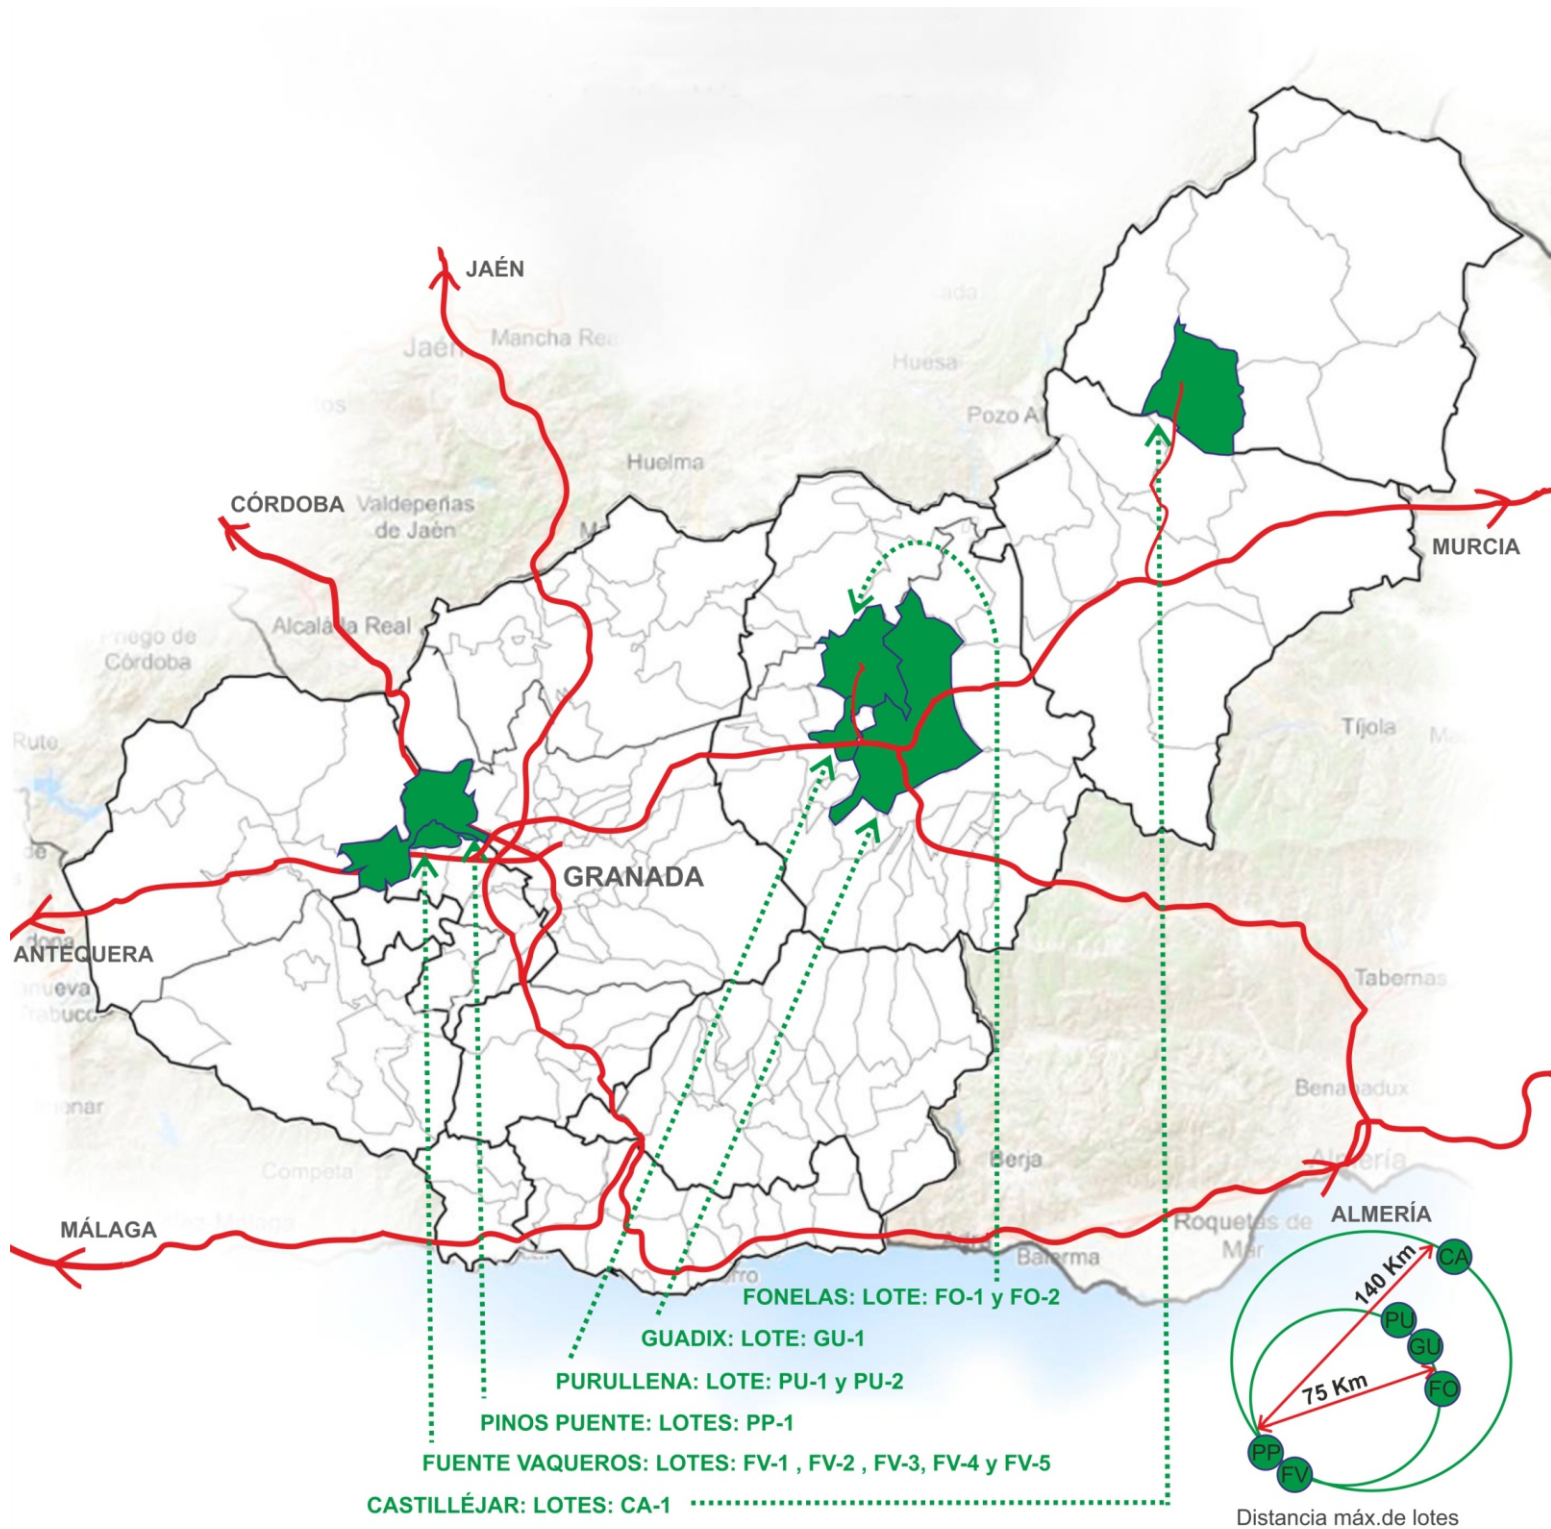 JAÉN
Mancha Rea
Jaén
Huesa
Pozo A
Huelma
CÓRDOBA
Valdepeñas
de Jaén
MURCIA
Alcalá la Real
Priego de
Córdoba
Rute
Tíjola
GRANADA
ANTEQUERA
Tabernas
Benahadux
Competa
Berja
Almería
MÁLAGA
Roquetas de
Mar
ALMERÍA
Balerma
FONELAS: LOTE: FO-1 y FO-2
GUADIX: LOTE: GU-1
PURULLENA: LOTE: PU-1 y PU-2
PINOS PUENTE: LOTES: PP-1
FUENTE VAQUEROS: LOTES: FV-1 , FV-2 , FV-3, FV-4 y FV-5
CASTILLÉJAR: LOTES: CA-1
CA
140 Km
PU
GU
75 Km
FO
PP
FV
Distancia máx.de lotes